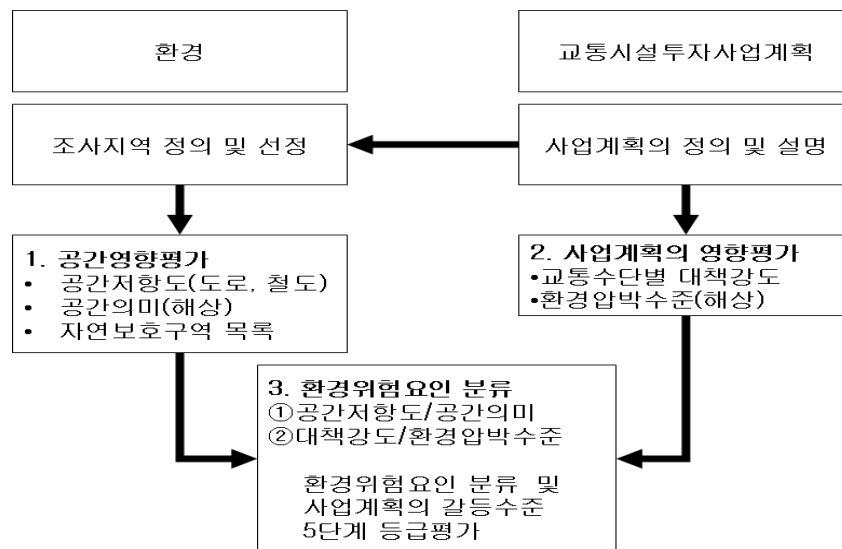 환경
교통시설투자사업계획
조사지역 정의 및 선정
사업계획의 정의 및 설명
1. 공간영향평가
• 공간저항도(도로, 철도)
• 공간의미(해상)
• 자연보호구역 목록
2. 사업계획의 영향평가
•교통수단별 대책강도
•환경압박수준(해상)
3. 환경위험요인 분류
①공간저항도/공간의미
②대책강도/환경압박수준
환경위험요인 분류 및
사업계획의 갈등수준
5단계 등급평가